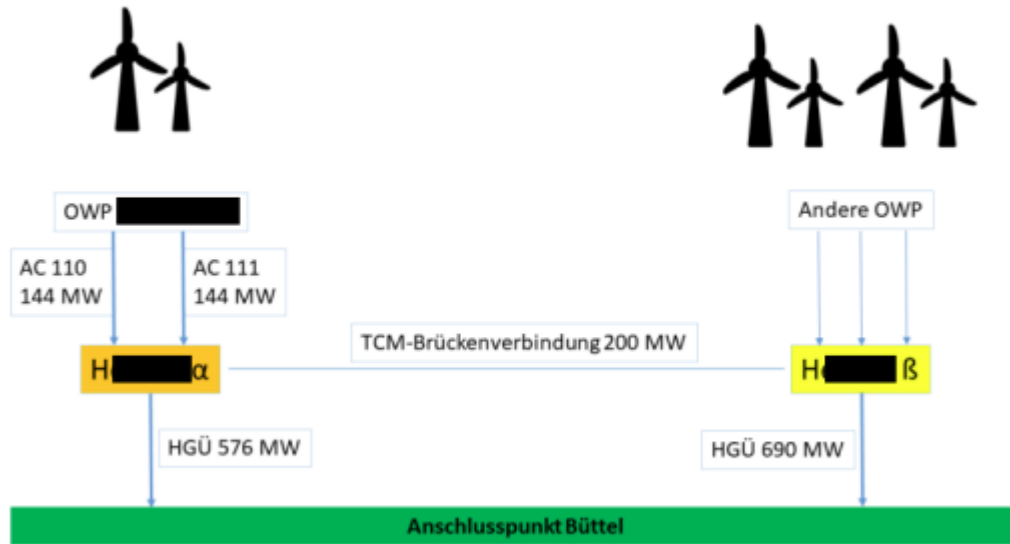 OWP
Andere OWP
AC 110
144 MW
AC 111
144 MW
TCM-Brückenverbindung 200 MW
H α
H ß
HGÜ 576 MW
HGÜ 690 MW
Anschlusspunkt Büttel